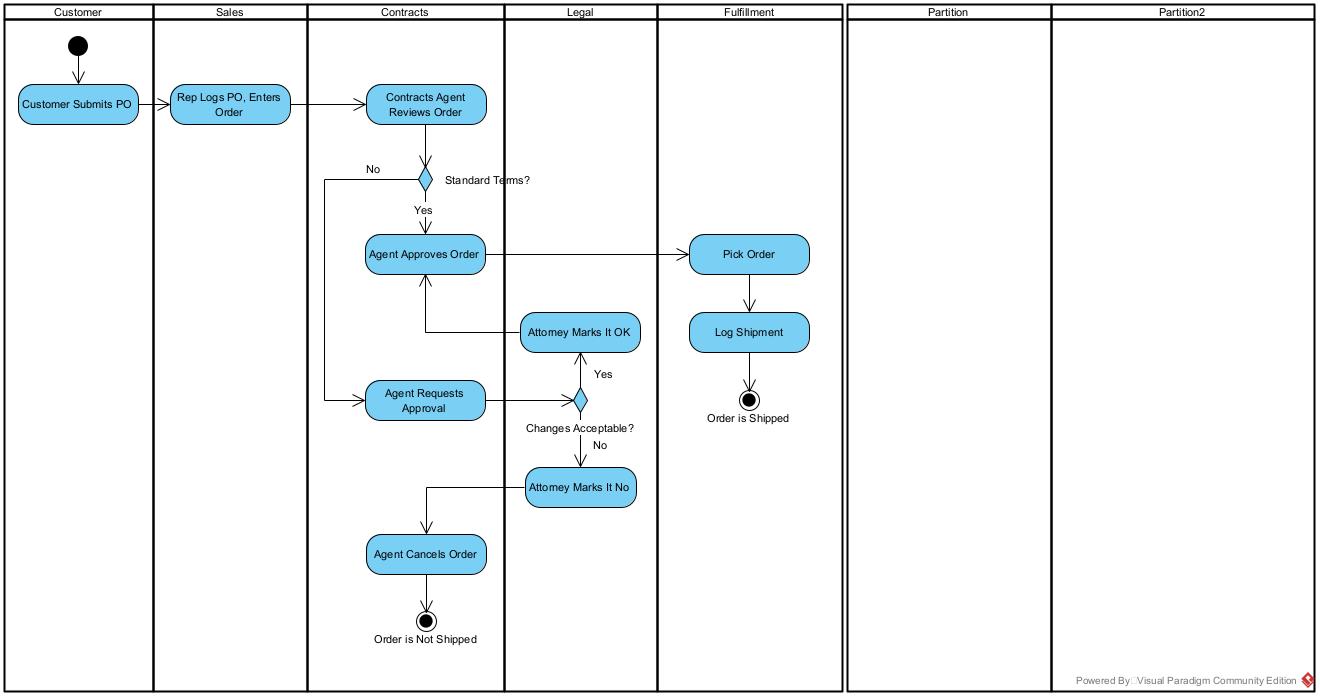 Customer
Sales
Contracts
Legal
Fulfillment
Partition
Partition2
Customer Submits PO
Rep Logs PO, Enters
Order
Contracts Agent
Reviews Order
No
Standard Terms?
Yes
Agent Approves Order
Pick Order
Attorney Marks It OK
Log Shipment
Yes
Agent Requests
Approval
Order is Shipped
Changes Acceptable?
No
Attorney Marks It No
Agent Cancels Order
Order is Not Shipped
Powered By Visual Paradigm Community Edition